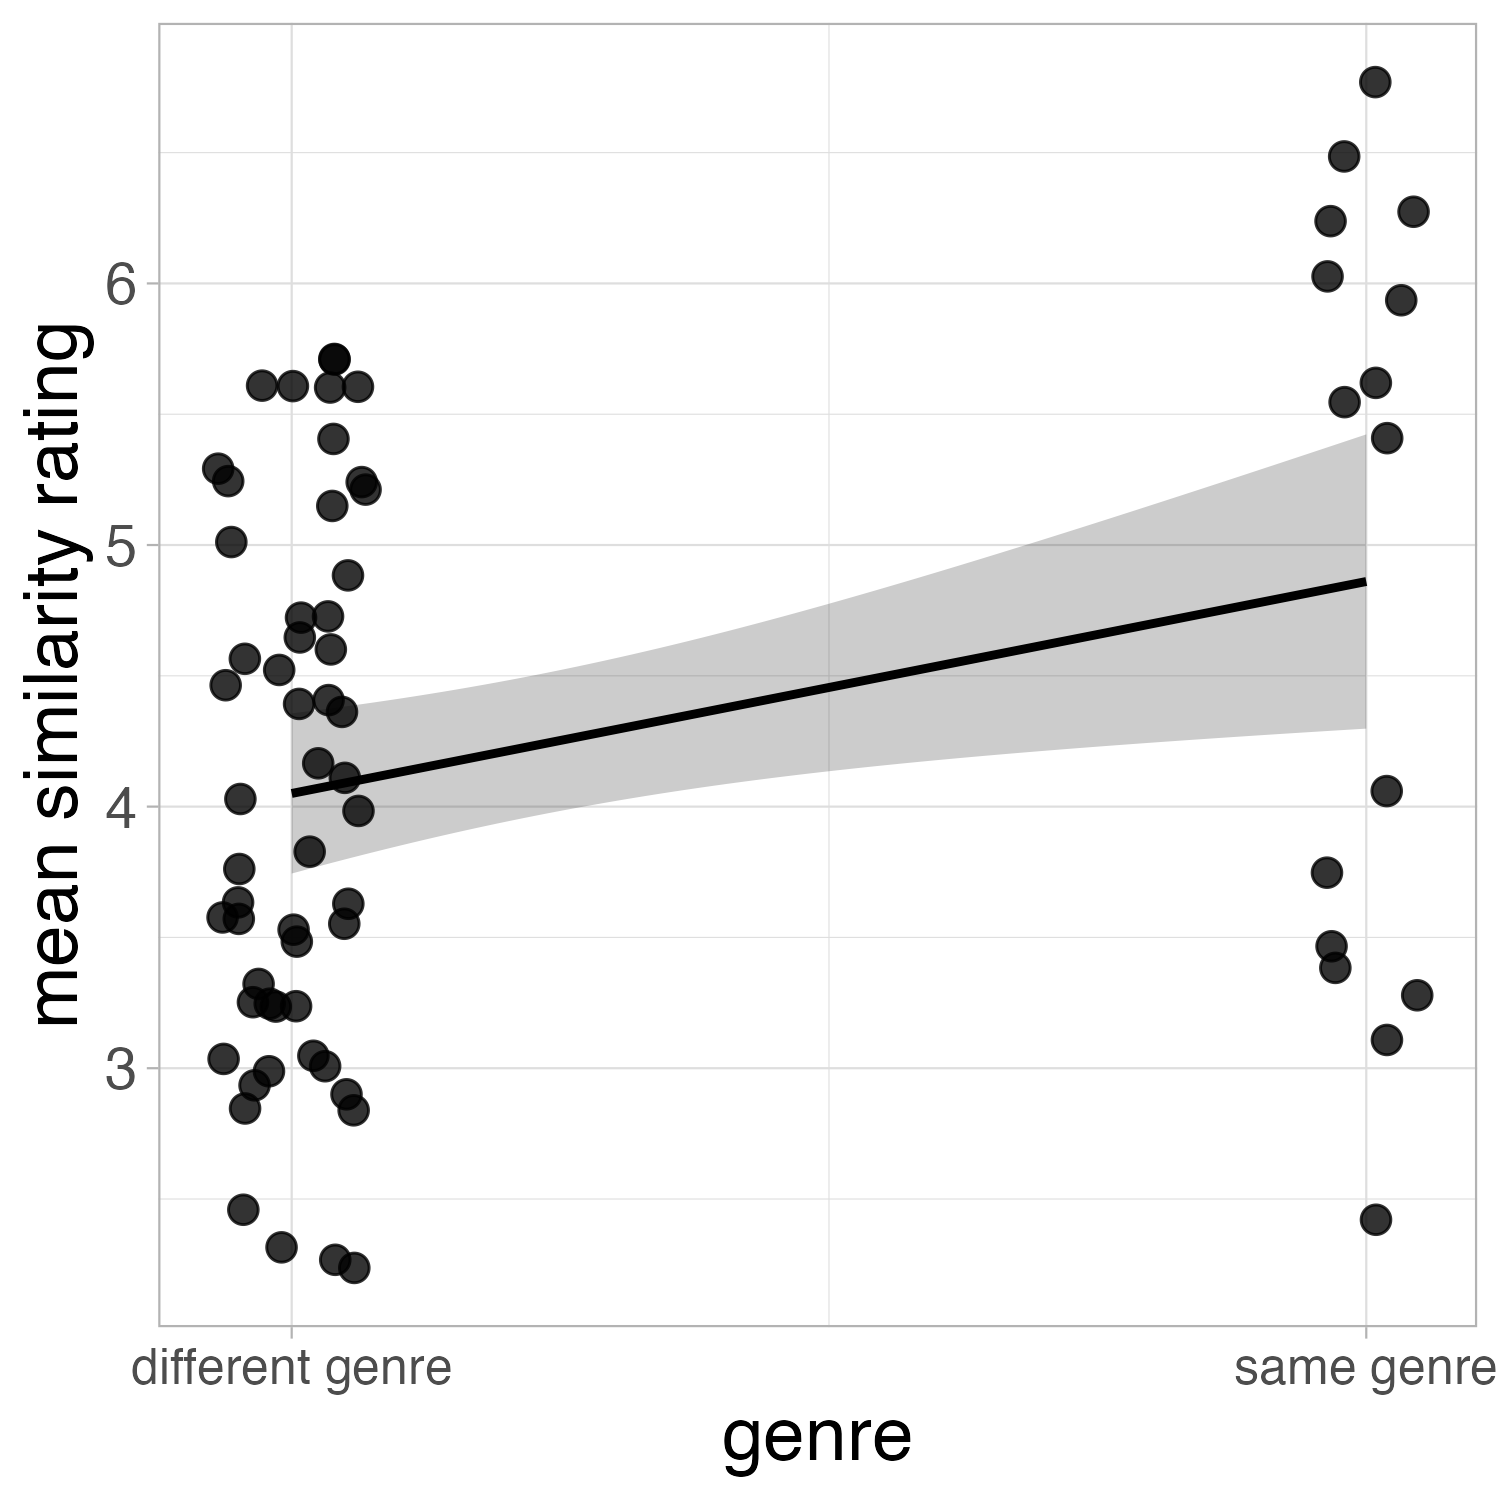 mean similarity rating
6
5
4
3
different genre
same genre
genre